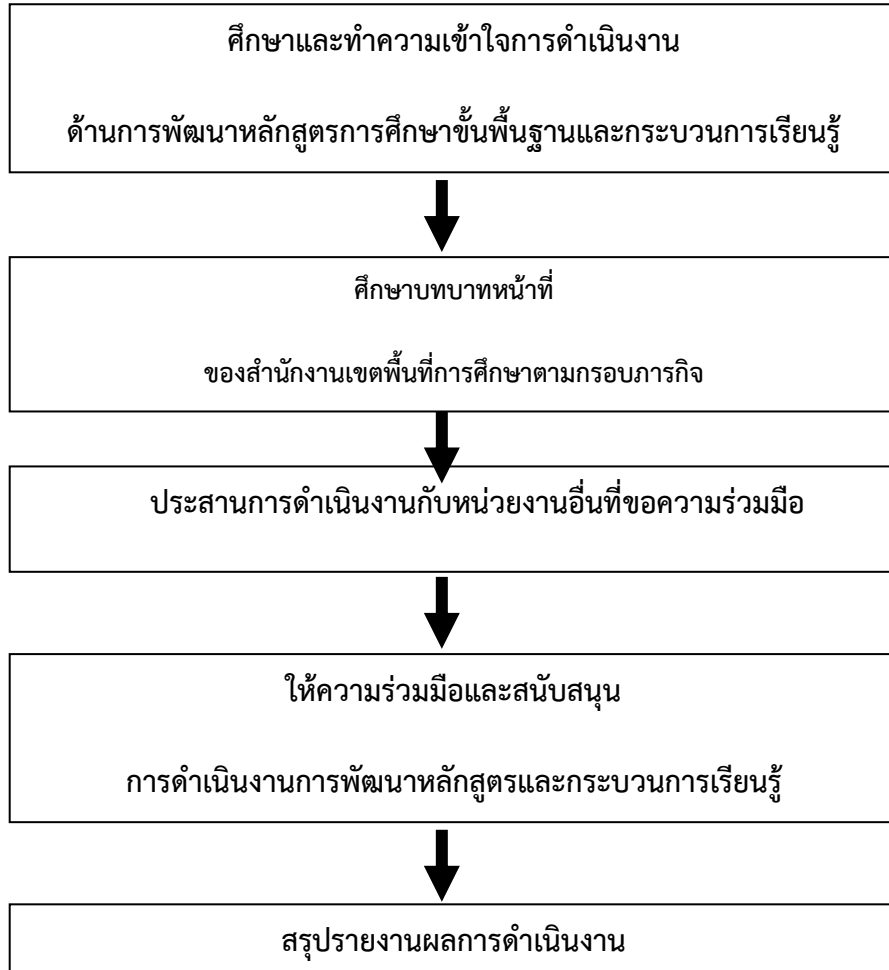 ศึกษาและทำความเข้าใจการดำเนินงาน
ด้านการพัฒนาหลักสูตรการศึกษาขั้นพื้นฐานและกระบวนการเรียนรู้
ศึกษาบทบาทหน้าที่
ของสำนักงานเขตพื้นที่การศึกษาตามกรอบภารกิจ
ประสานการดำเนินงานกับหน่วยงานอื่นที่ขอความร่วมมือ
ให้ความร่วมมือและสนับสนุน
การดำเนินงานการพัฒนาหลักสูตรและกระบวนการเรียนรู้
สรุปรายงานผลการดำเนินงาน